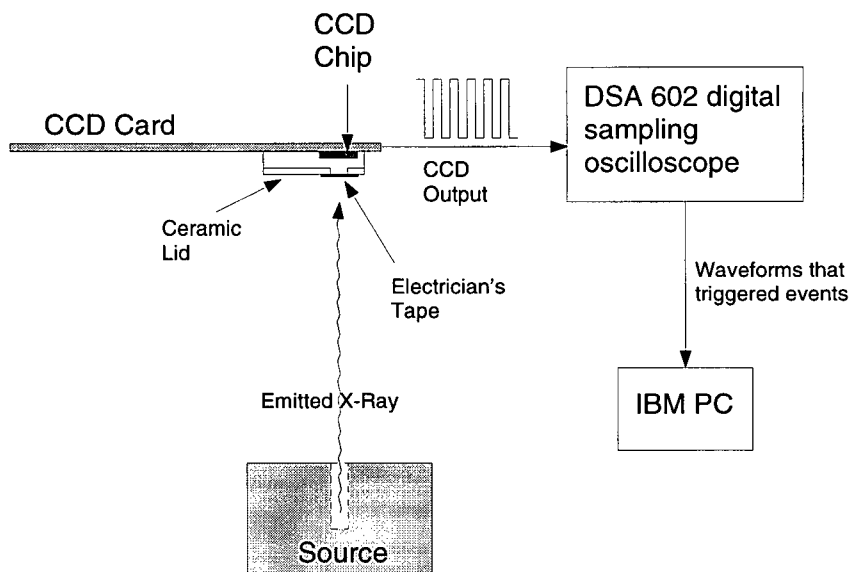 CCD
Chip
CCD Card
DSA 602 digital
sampling
oscilloscope
CCD
Output
Ceramic
Lid
Electrician's
Tape
Waveforms that
triggered events
Emitted X-Ray
IBM PC
Source